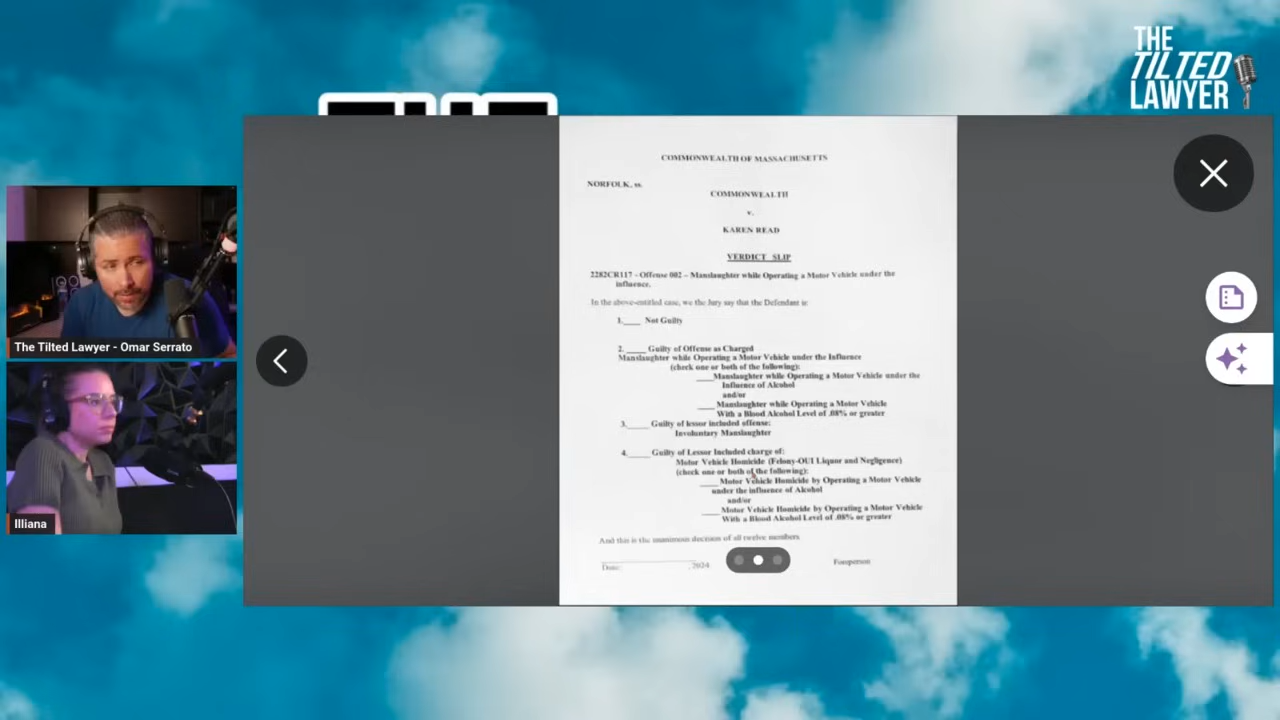 THE
TILTED
LAWYER
COMMONWEALTH OF MASSACHUSETTS
NORFOLK, ss.
COMMONWEALTH
v.
KAREN READ
VERDICT SLIP
2282CR117 - Offense 002 – Manslaughter while Operating a Motor Vehicle under the
influence.
In the above-entitled case, we the Jury say that the Defendant is:
1.____ Not Guilty
2. ____ Guilty of Offense as Charged
Manslaughter while Operating a Motor Vehicle under the Influence
(check one or both of the following):
____Manslaughter while Operating a Motor Vehicle under the
Influence of Alcohol
and/or
____ Manslaughter while Operating a Motor Vehicle
With a Blood Alcohol Level of .08% or greater
3.____ Guilty of lessor included offense:
Involuntary Manslaughter
4.____ Guilty of Lessor Included charge of:
Motor Vehicle Homicide (Felony-OUI Liquor and Negligence)
(check one or both of the following):
____ Motor Vehicle Homicide by Operating a Motor Vehicle
under the influence of Alcohol
and/or
____ Motor Vehicle Homicide by Operating a Motor Vehicle
With a Blood Alcohol Level of .08% or greater
And this is the unanimous decision of all twelve members
Date: , 2024 Foreperson
The Tilted Lawyer - Omar Serrato
Illiana